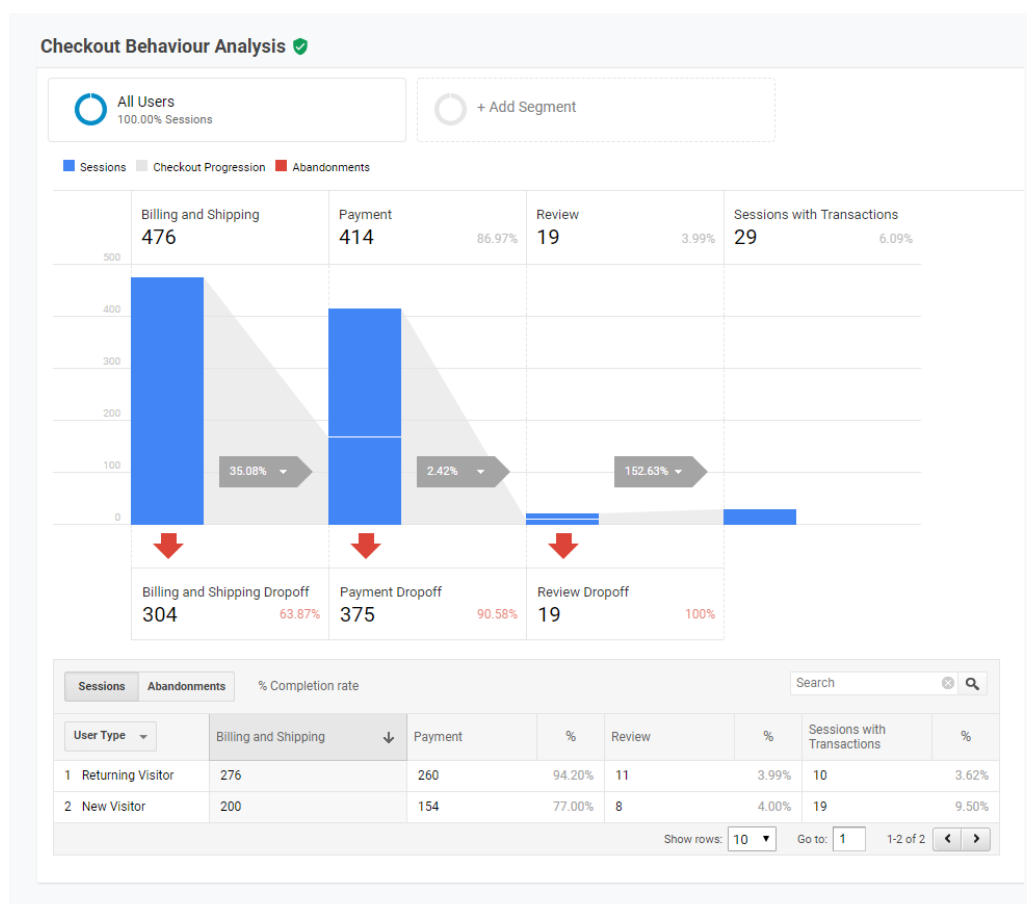 Checkout Behaviour Analysis
All Users
100.00% Sessions
+ Add Segment
Sessions Checkout Progression Abandonments
Billing and Shipping Payment Review Sessions with Transactions
476 414 86.97% 19 3.99% 29 6.09%
500
400
300
200
100
0
35.08% 2.42% 152.63%
Billing and Shipping Dropoff Payment Dropoff Review Dropoff
304 63.87% 375 90.58% 19 100%
Sessions Abandonments % Completion rate Search
User Type Billing and Shipping Payment % Review % Sessions with Transactions %
1 Returning Visitor 276 260 94.20% 11 3.99% 10 3.62%
2 New Visitor 200 154 77.00% 8 4.00% 19 9.50%
Show rows: 10 Go to: 1 1-2 of 2